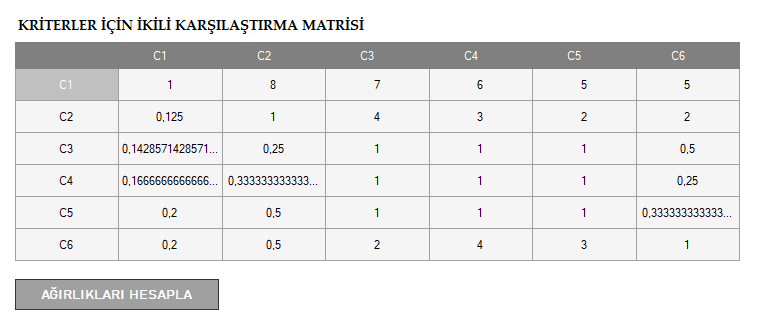 KRİTERLER İÇİN İKİLİ KARŞILAŞTIRMA MATRİSİ
C1 C2 C3 C4 C5 C6
C1 1 8 7 6 5 5
C2 0,125 1 4 3 2 2
C3 0,1428571428571... 0,25 1 1 1 0,5
C4 0,1666666666666... 0,333333333333... 1 1 1 0,25
C5 0,2 0,5 1 1 1 0,333333333333...
C6 0,2 0,5 2 4 3 1
AĞIRLIKLARI HESAPLA